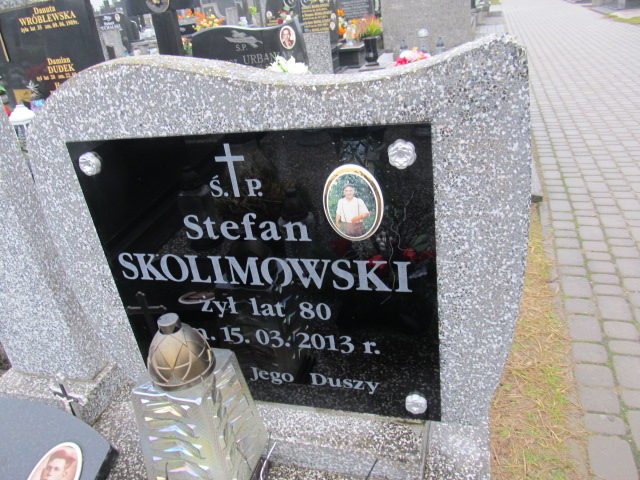 Danuta
WRÓBLEWSKA
Damian
DUDEK
Ś.P.
URBAN
Ś. P.
Stefan
SKOLIMOWSKI
żył lat 80
m. 15.03.2013 r.
Jego Duszy